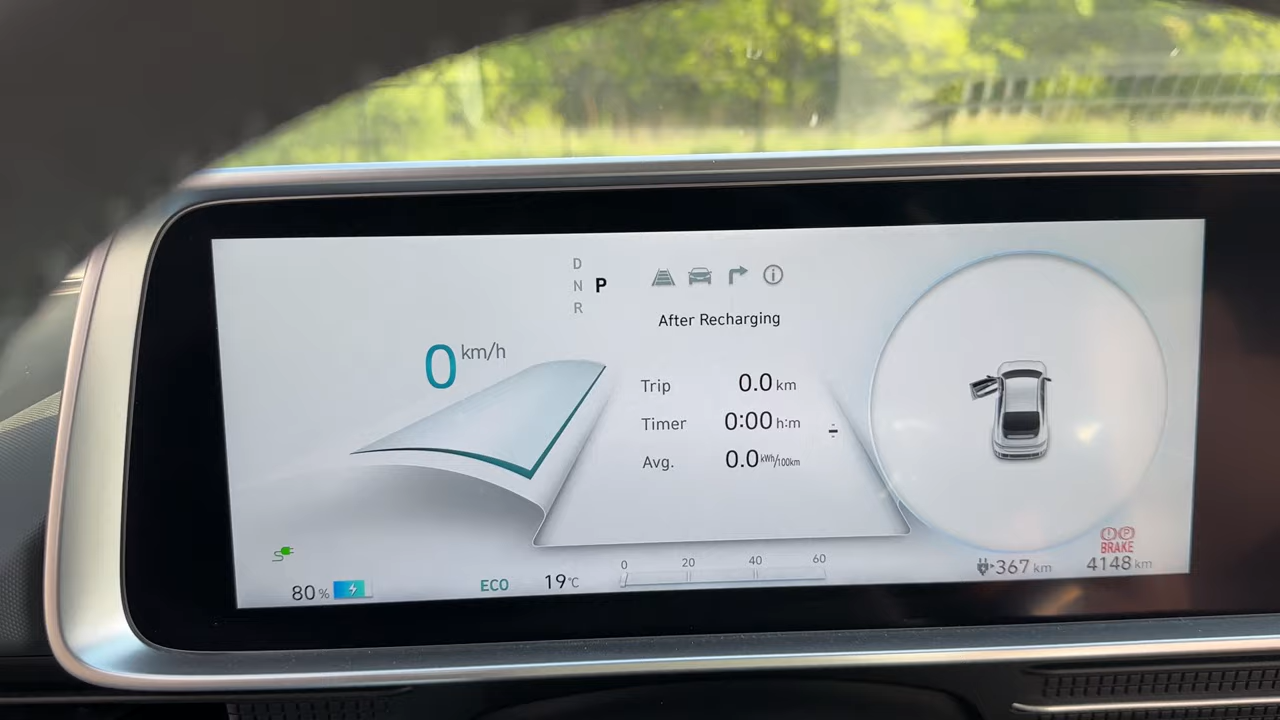 D
N P
R
After Recharging
0 km/h
Trip 0.0 km
Timer 0:00 h:m
Avg. 0.0 kWh/100km
0 20 40 60
BRAKE
80% ECO 19°C 367 km 4148 km